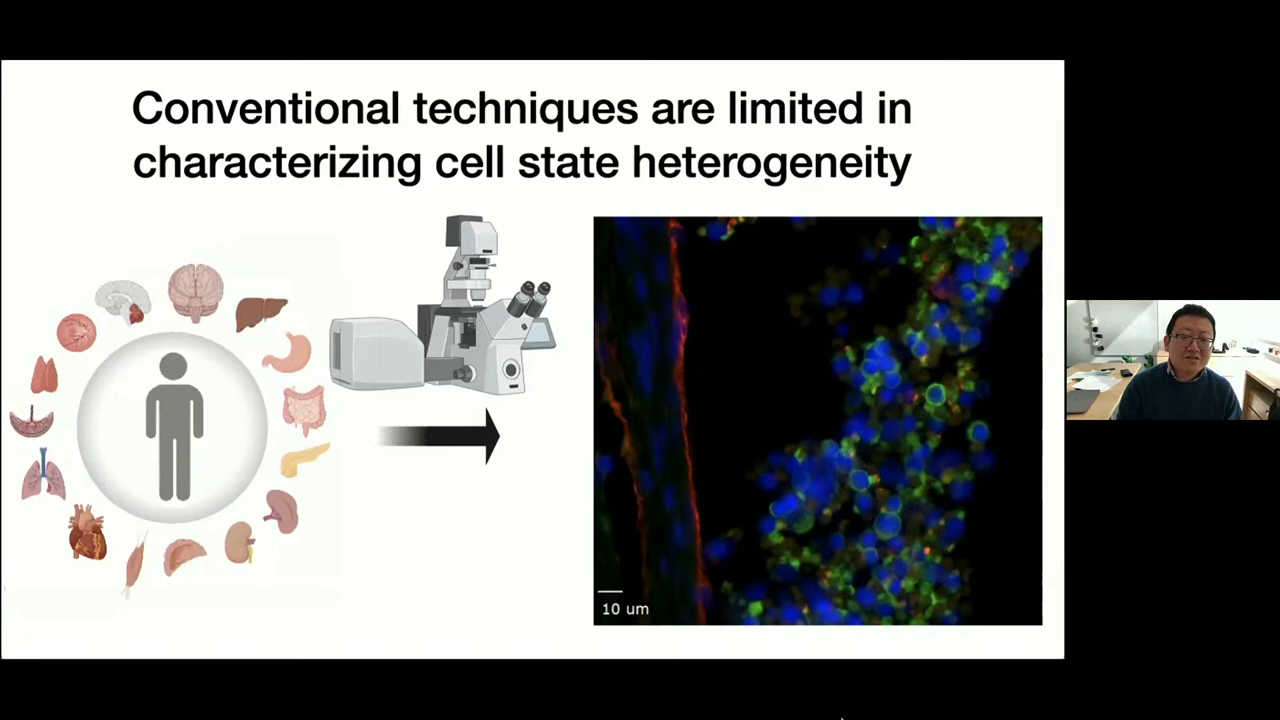 Conventional techniques are limited in
characterizing cell state heterogeneity
10 um